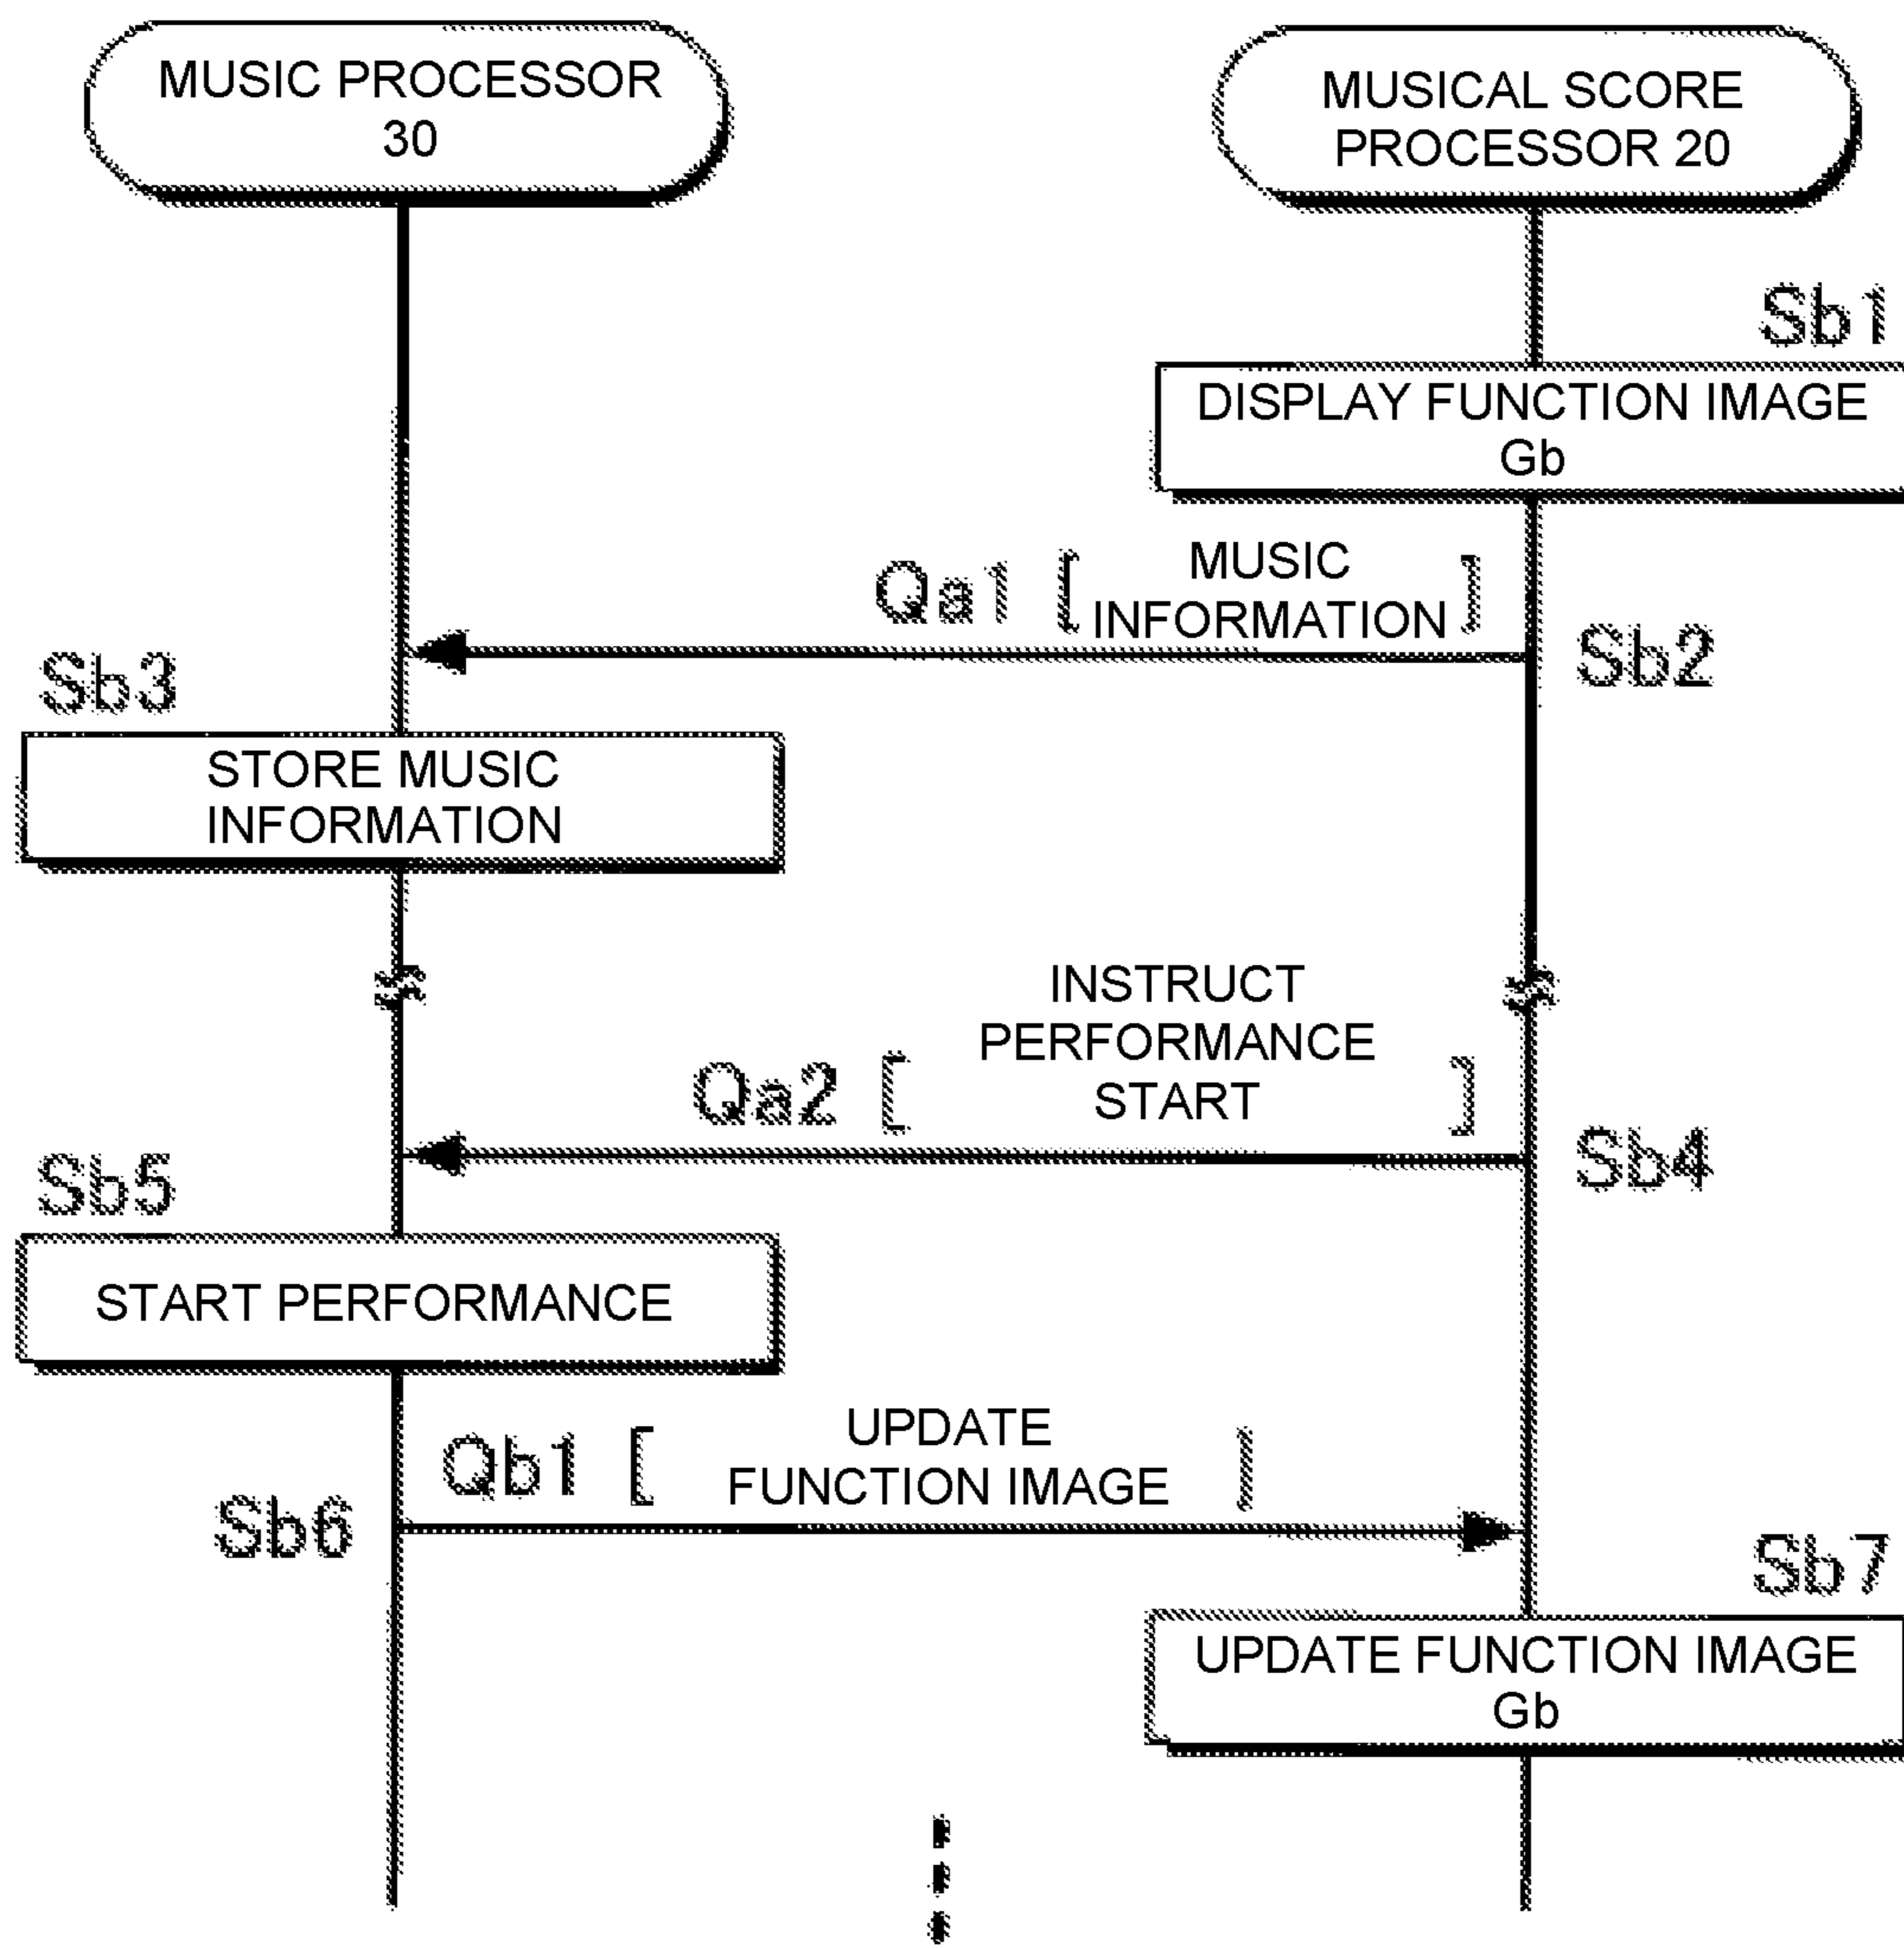 MUSIC PROCESSOR
30
MUSICAL SCORE
PROCESSOR 20
Sb1
DISPLAY FUNCTION IMAGE
Gb
Qa1 [ MUSIC
INFORMATION ]
Sb2
Sb3
STORE MUSIC
INFORMATION
INSTRUCT
PERFORMANCE
Qa2 [ START ]
Sb4
Sb5
START PERFORMANCE
UPDATE
Qb1 [ FUNCTION IMAGE ]
Sb6
Sb7
UPDATE FUNCTION IMAGE
Gb